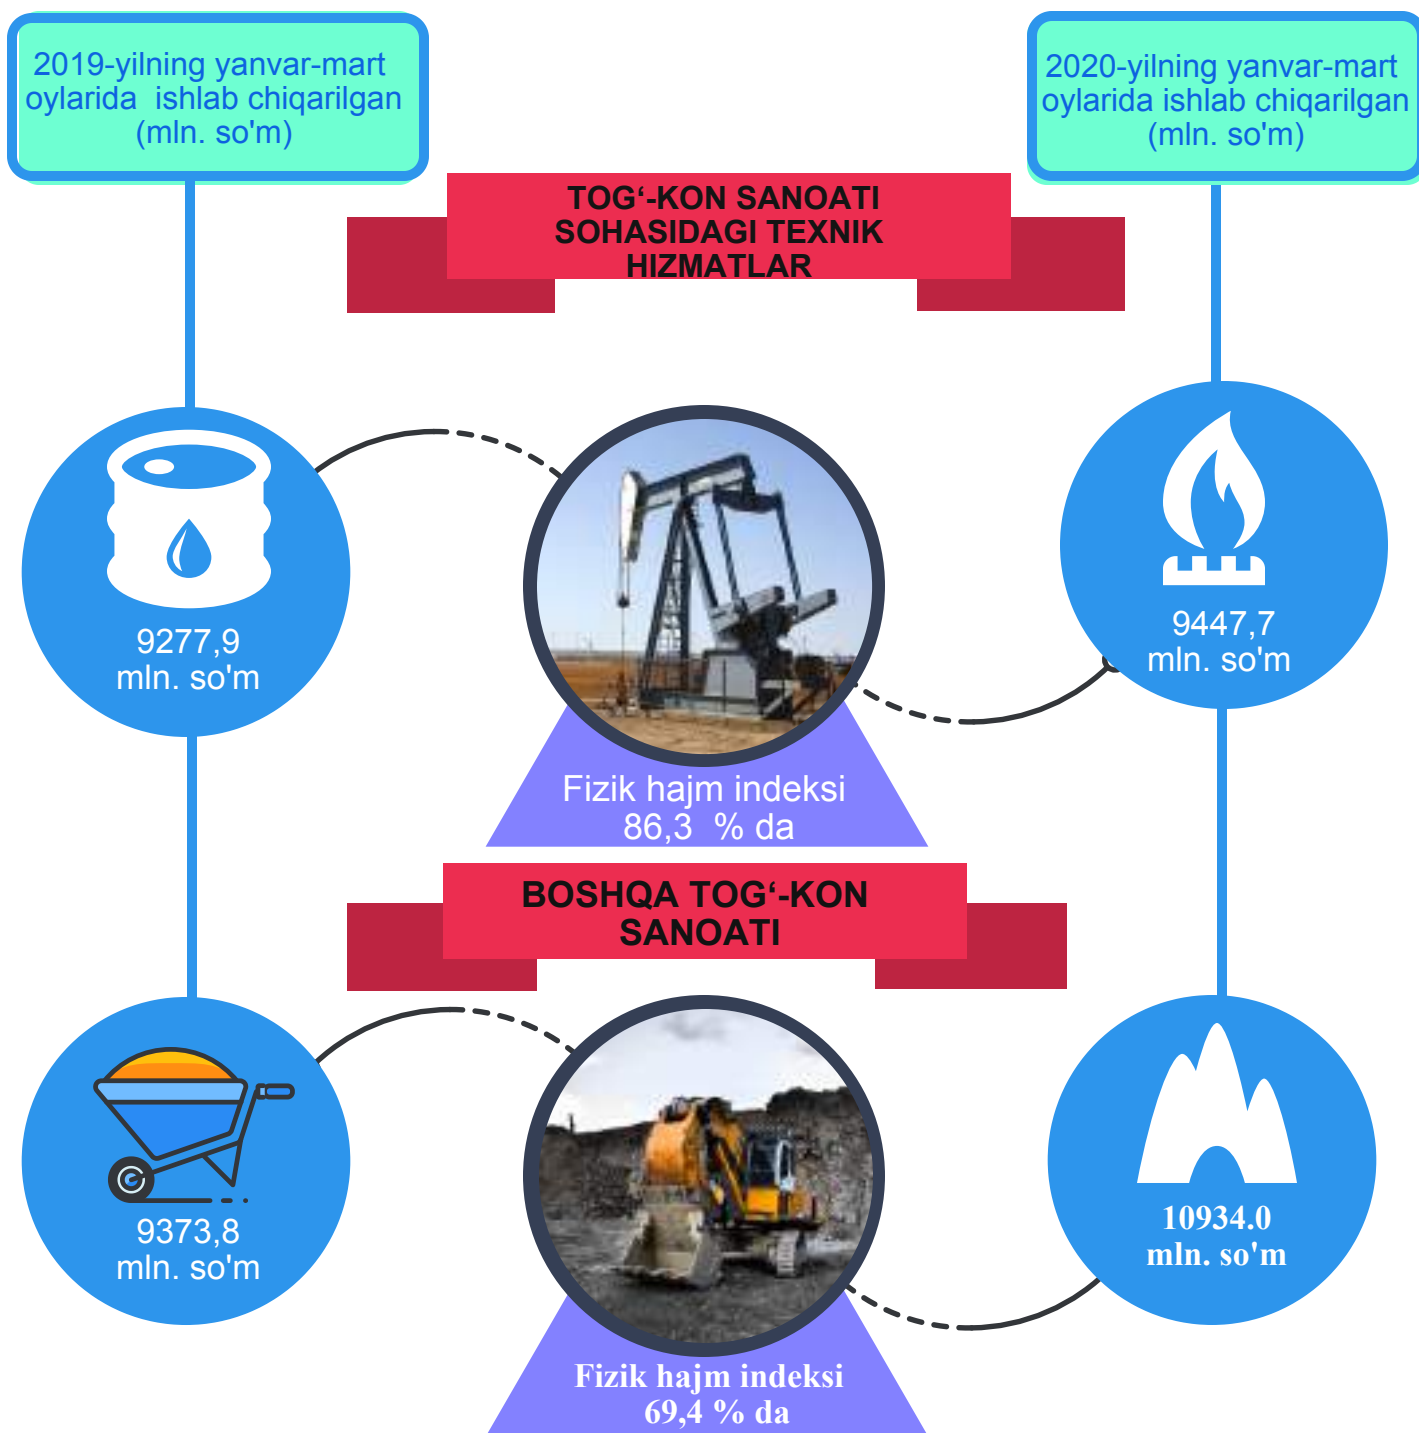 2019-yilning yanvar-mart
oylarida ishlab chiqarilgan
(mln. so'm)
2020-yilning yanvar-mart
oylarida ishlab chiqarilgan
(mln. so'm)
TOG‘-KON SANOATI
SOHASIDAGI TEXNIK
HIZMATLAR
9277,9
mln. so'm
9447,7
mln. so'm
Fizik hajm indeksi
86,3 % da
BOSHQA TOG‘-KON
SANOATI
9373,8
mln. so'm
10934.0
mln. so'm
Fizik hajm indeksi
69,4 % da